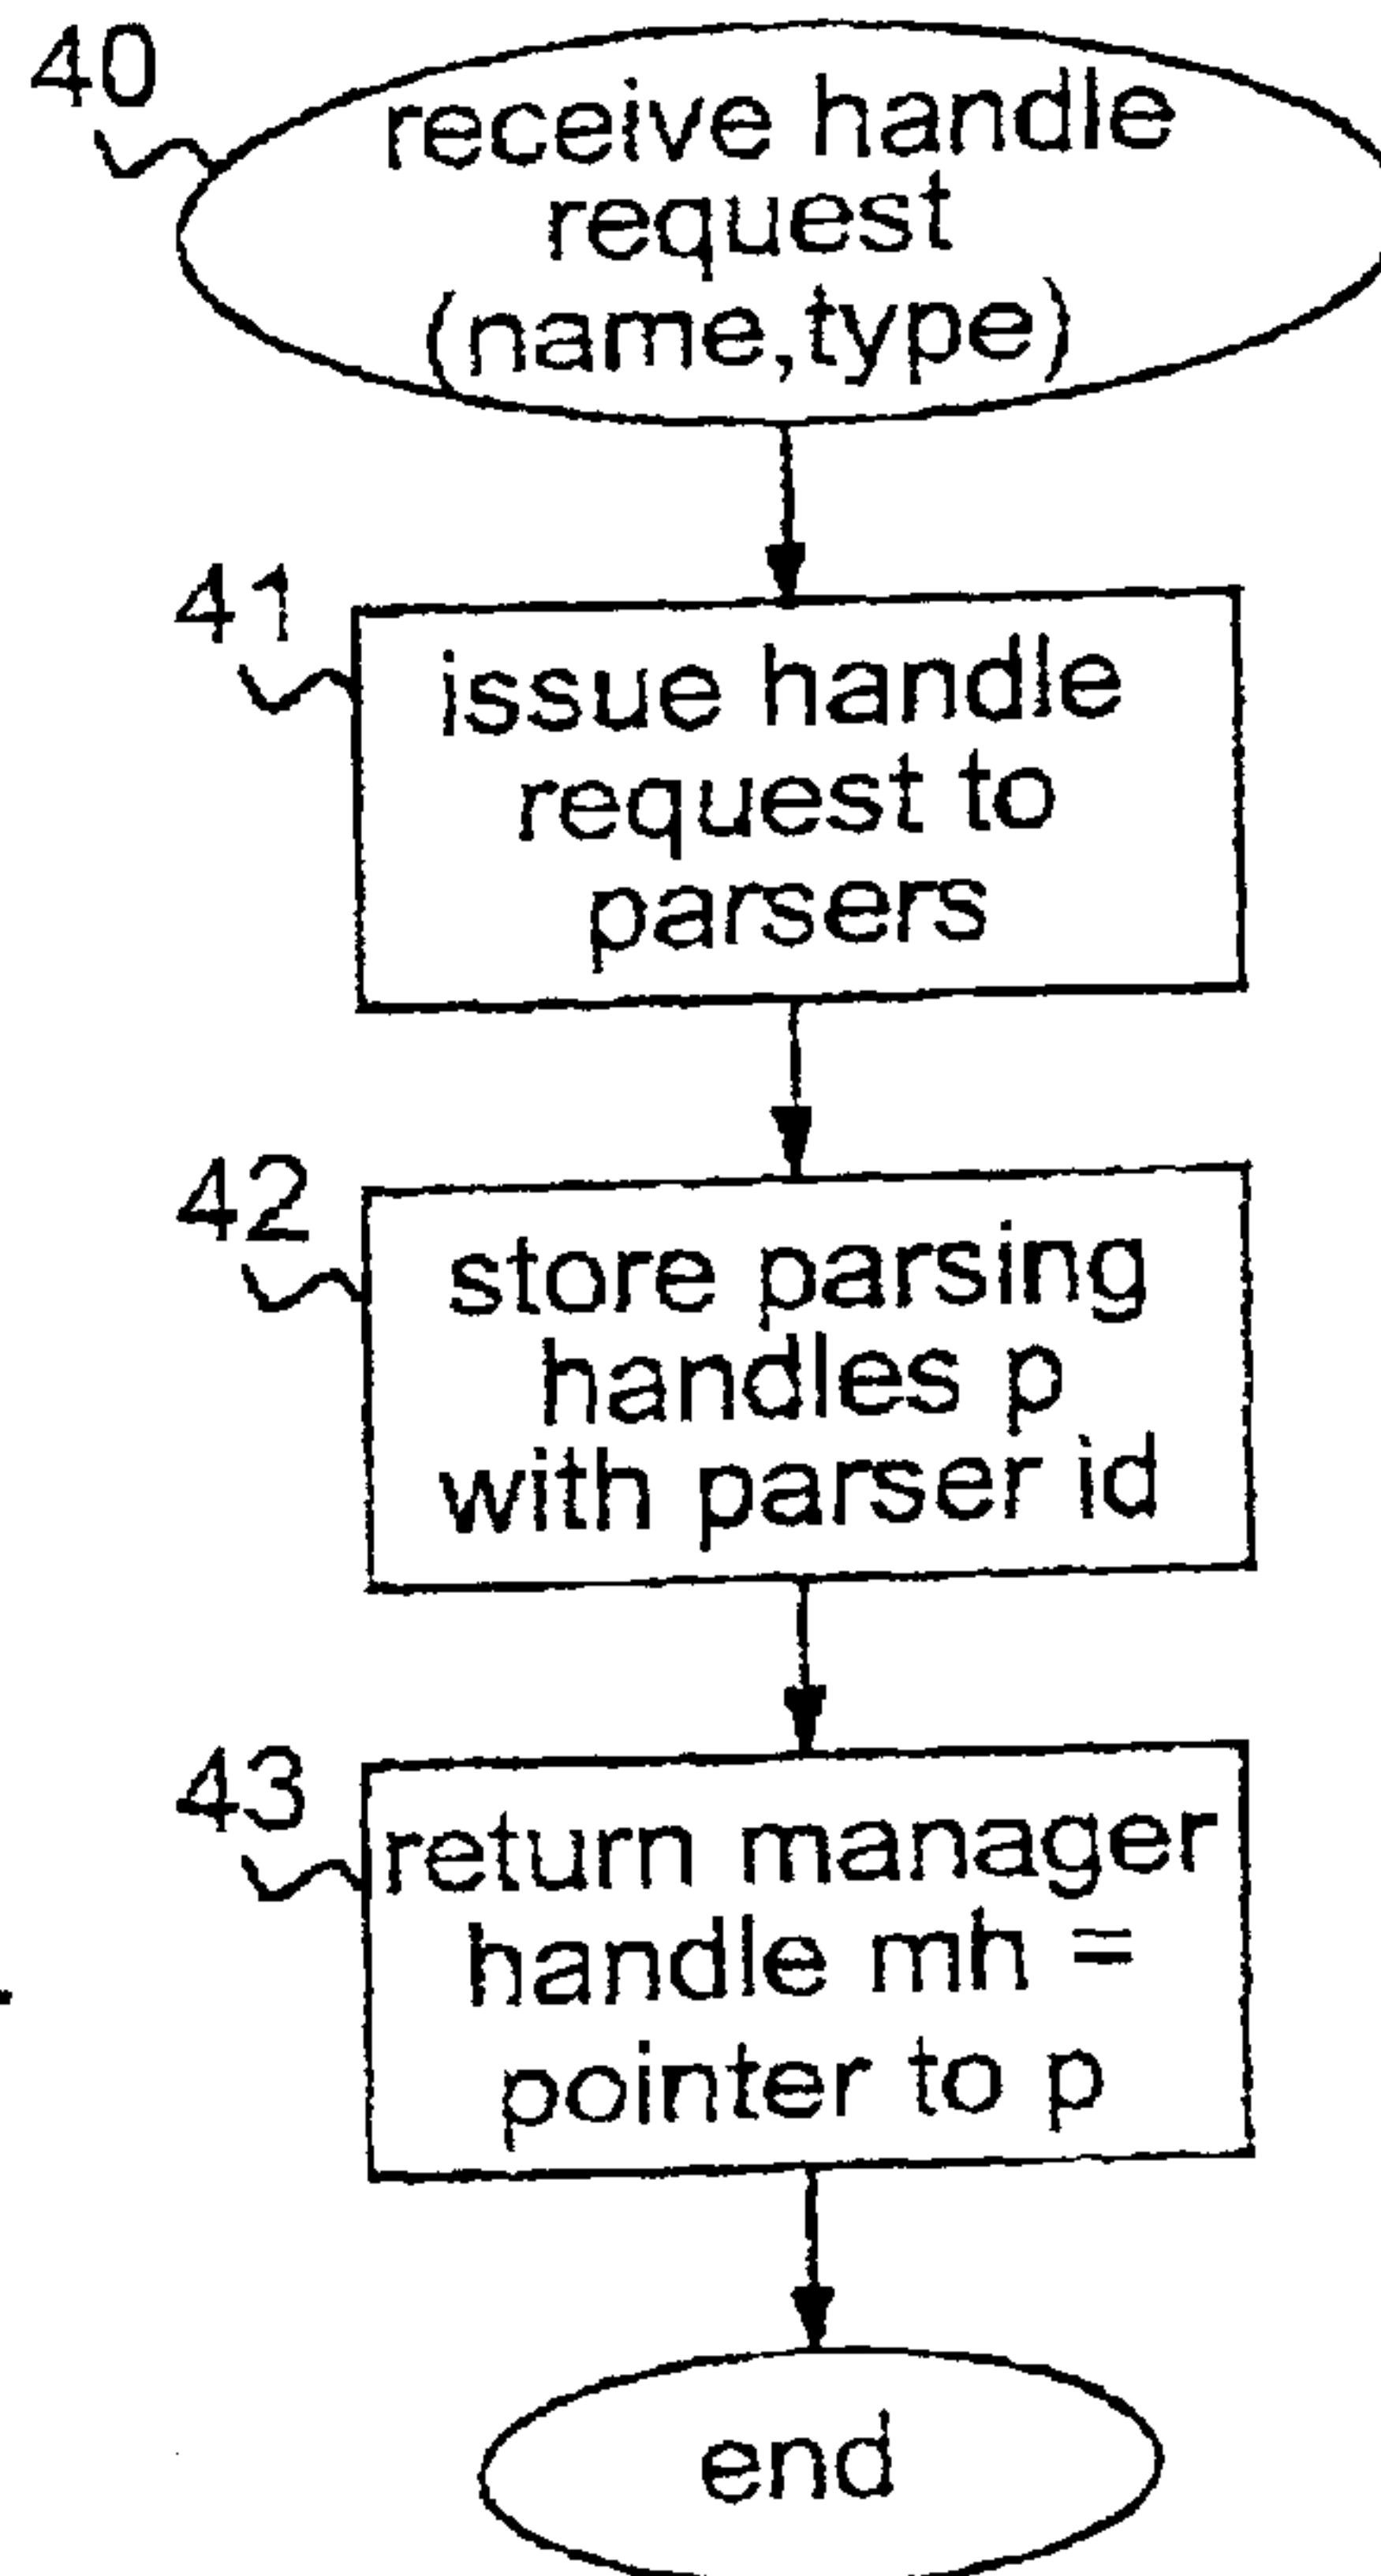 40
receive handle
request
(name,type)
41
issue handle
request to
parsers
42
store parsing
handles p
with parser id
43
return manager
handle mh =
pointer to p
end